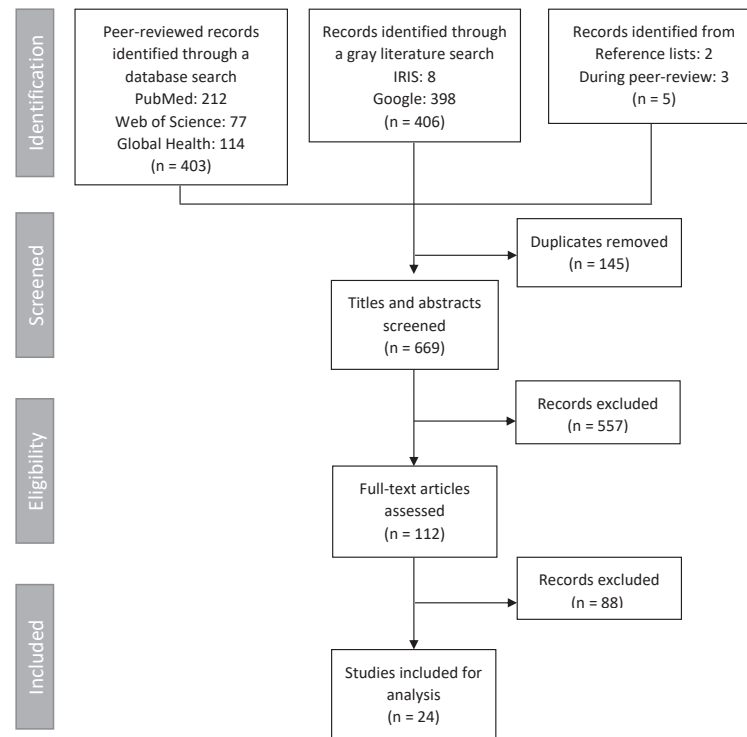 Identification
Peer-reviewed records
identified through a
database search
PubMed: 212
Web of Science: 77
Global Health: 114
(n = 403)
Records identified through
a gray literature search
IRIS: 8
Google: 398
(n = 406)
Records identified from
Reference lists: 2
During peer-review: 3
(n = 5)
Screened
Duplicates removed
(n = 145)
Titles and abstracts
screened
(n = 669)
Eligibility
Records excluded
(n = 557)
Full-text articles
assessed
(n = 112)
Included
Records excluded
(n = 88)
Studies included for
analysis
(n = 24)